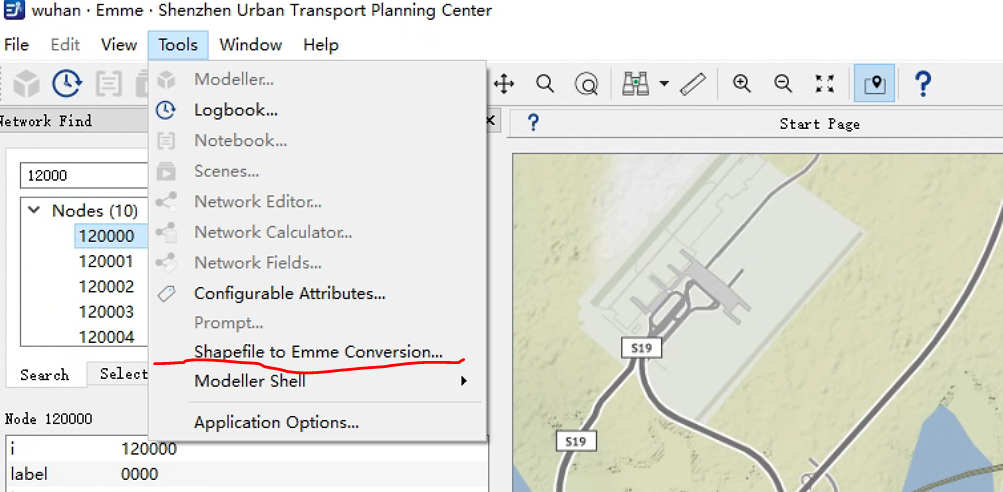 wuhan · Emme · Shenzhen Urban Transport Planning Center
File Edit View Tools Window Help
Network Find
Start Page
Modeller...
Logbook...
Notebook...
Scenes...
Network Editor...
Network Calculator...
Network Fields...
Configurable Attributes...
Prompt...
Shapefile to Emme Conversion...
Modeller Shell
Application Options...
12000
Nodes (10)
120000
120001
120002
120003
120004
Search Select
Node 120000
i 120000
label 0000
S19
S19